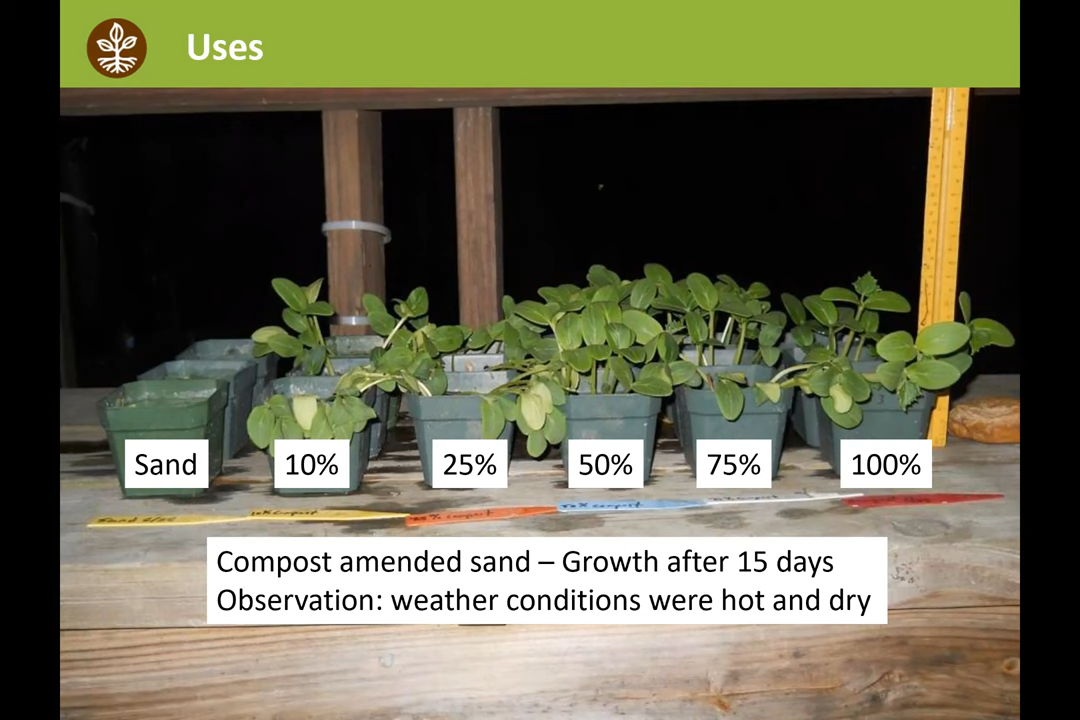 Uses
Sand
10%
25%
50%
75%
100%
Compost amended sand – Growth after 15 days
Observation: weather conditions were hot and dry